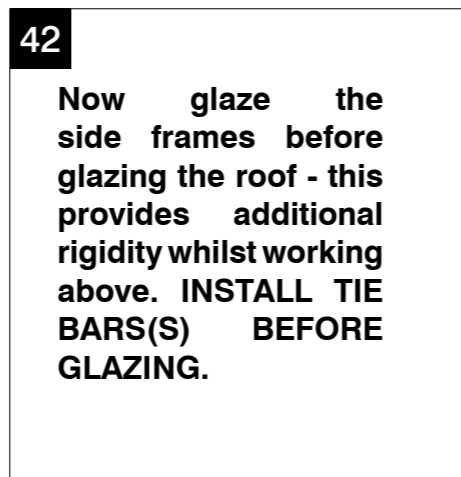 42
Now glaze the
side frames before
glazing the roof - this
provides additional
rigidity whilst working
above. INSTALL TIE
BARS(S) BEFORE
GLAZING.